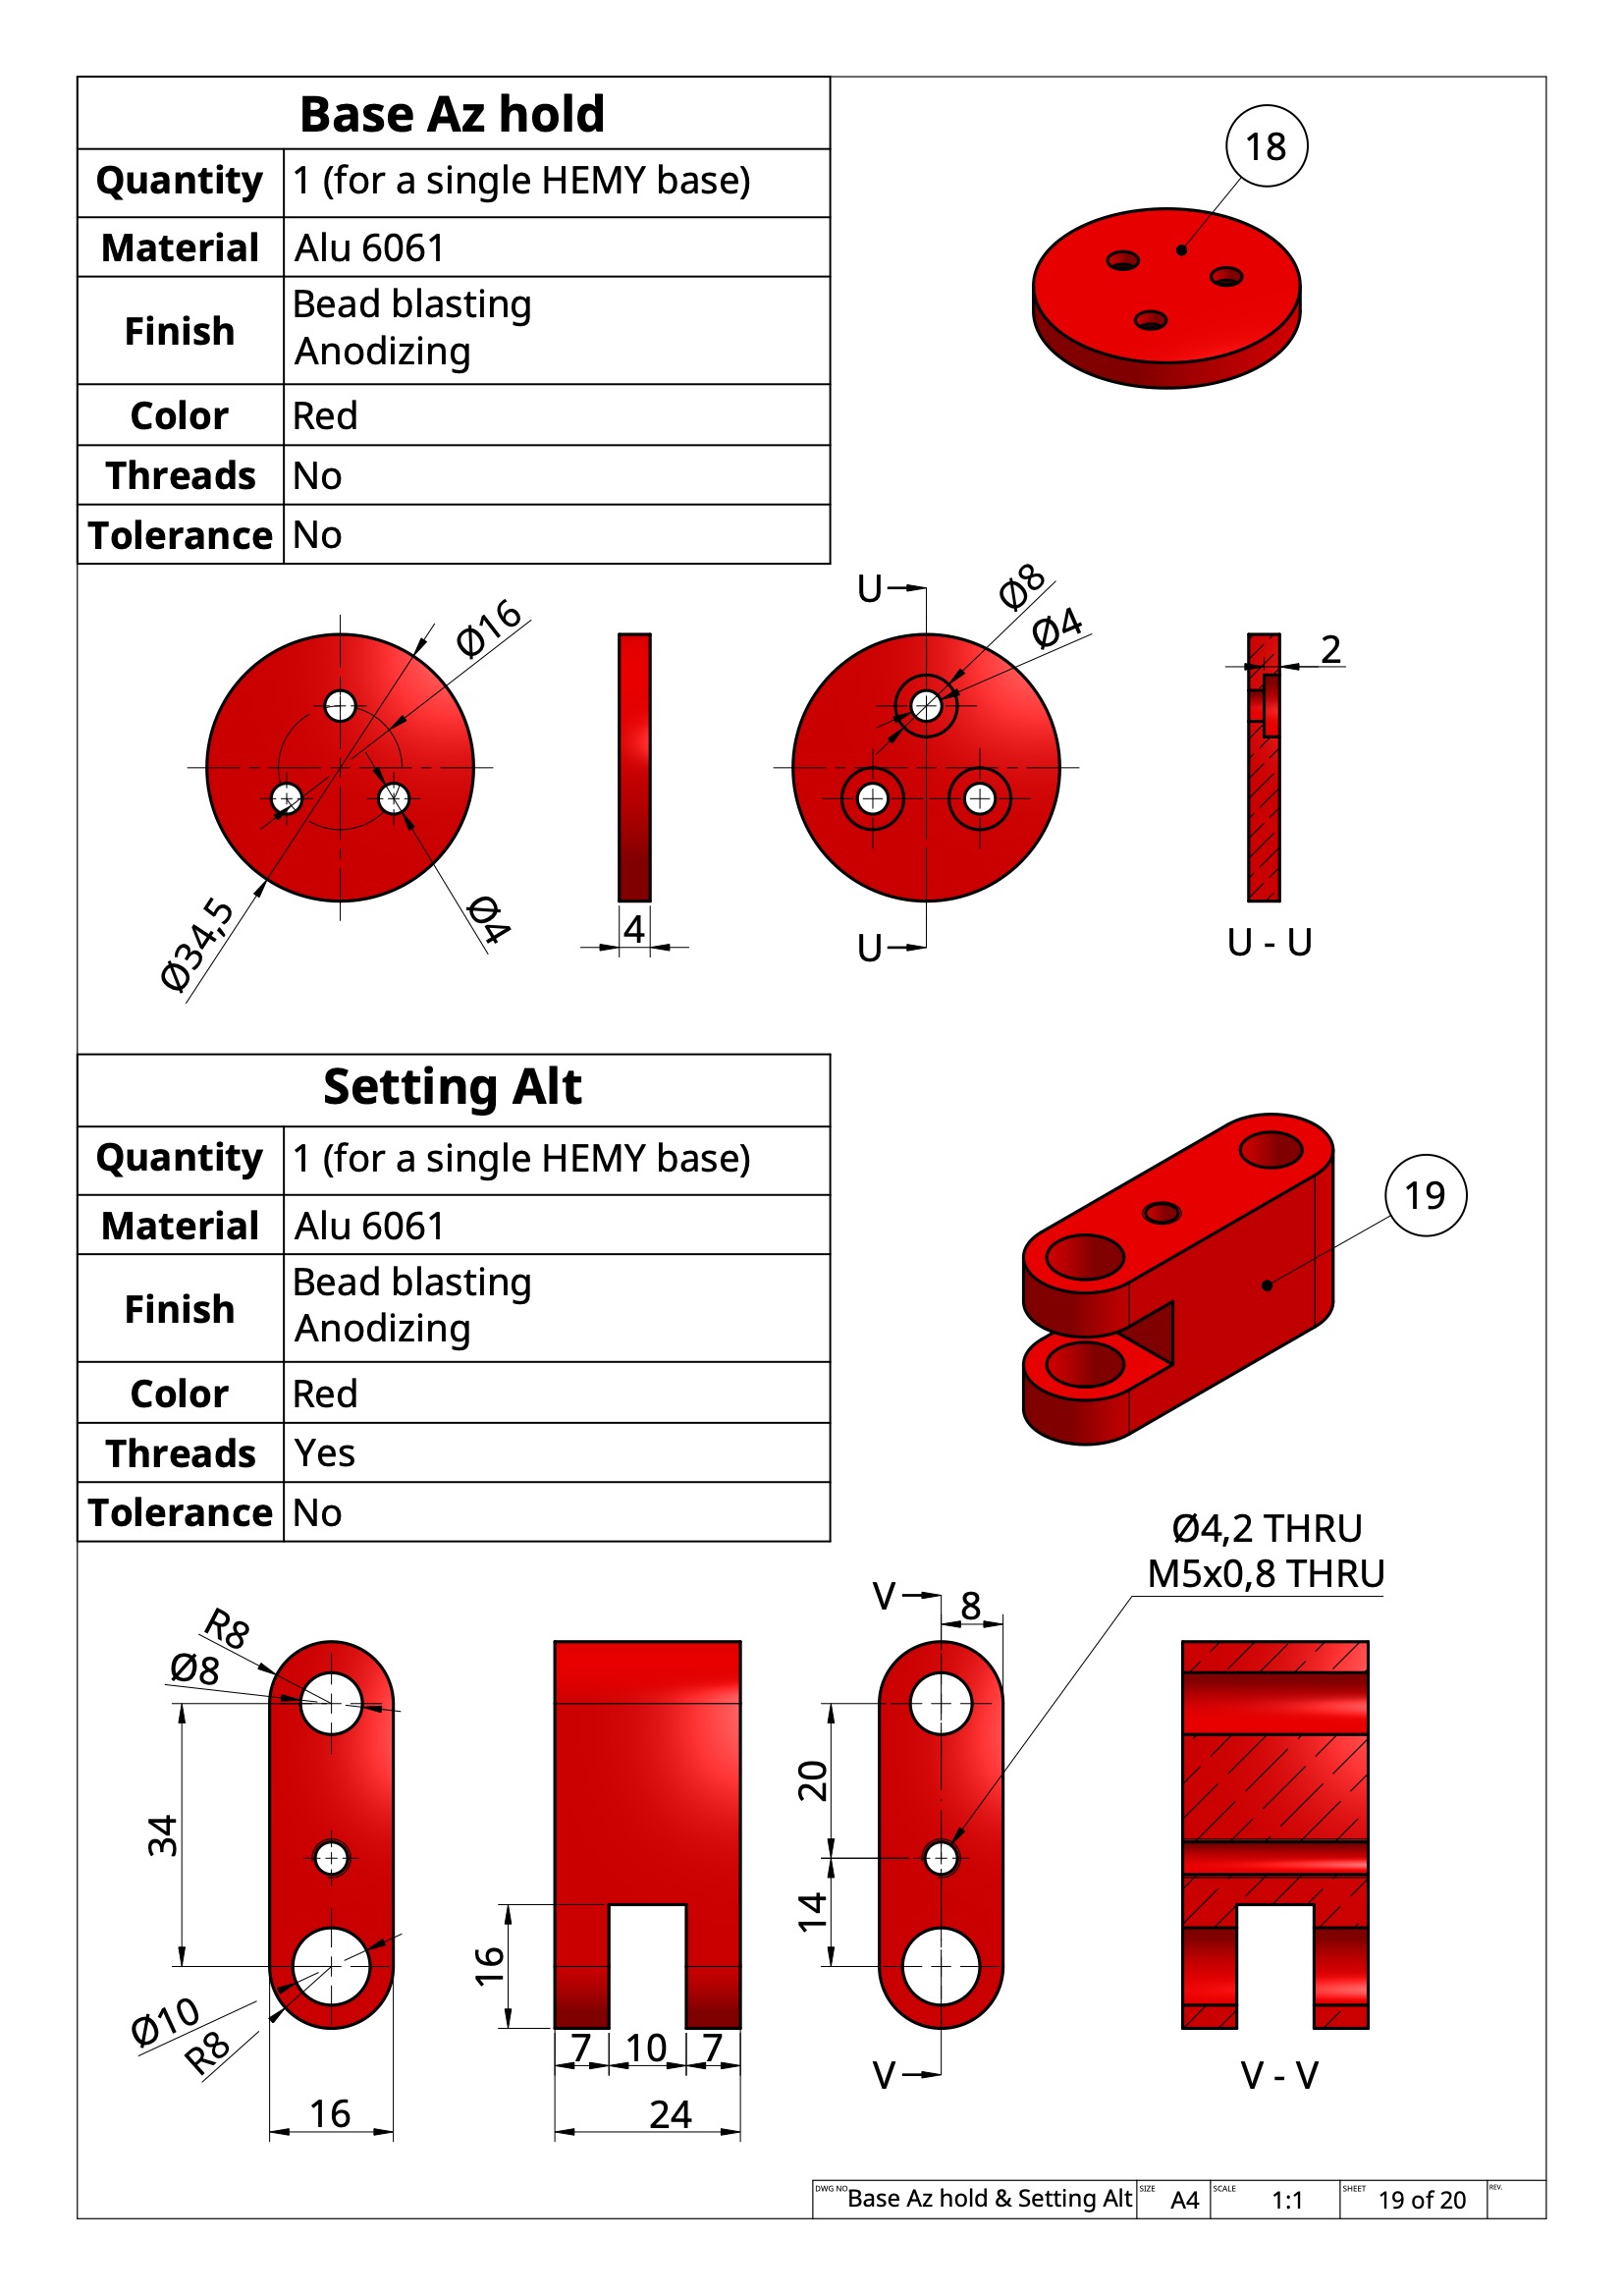 Base Az hold
Quantity 1 (for a single HEMY base)
Material Alu 6061
Finish Bead blasting
Anodizing
Color Red
Threads No
Tolerance No
18
Ø16
Ø34,5
Ø4
4
U
U
Ø8
Ø4
2
U - U
Setting Alt
Quantity 1 (for a single HEMY base)
Material Alu 6061
Finish Bead blasting
Anodizing
Color Red
Threads Yes
Tolerance No
19
Ø4,2 THRU
M5x0,8 THRU
R8
Ø8
34
Ø10
R8
16
16
7 10 7
24
V
8
20
14
V
V - V
DWG NO. Base Az hold & Setting Alt SIZE A4 SCALE 1:1 SHEET 19 of 20 REV.